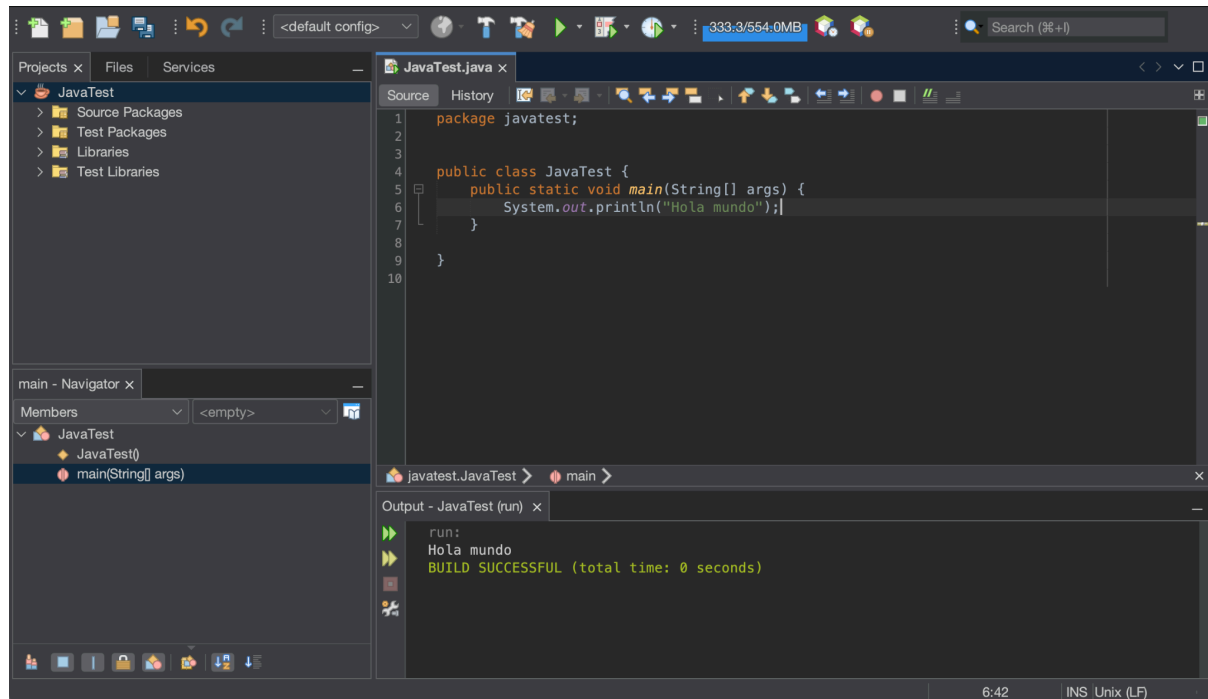 <default config>
333.3/554.0MB
Search (⌘+I)
Projects
Files
Services
JavaTest
Source Packages
Test Packages
Libraries
Test Libraries
main - Navigator
Members
<empty>
JavaTest
JavaTest()
main(String[] args)
JavaTest.java
Source
History
1 package javatest;
2
3
4 public class JavaTest {
5 public static void main(String[] args) {
6 System.out.println("Hola mundo");
7 }
8
9 }
10
javatest.JavaTest
main
Output - JavaTest (run)
run:
Hola mundo
BUILD SUCCESSFUL (total time: 0 seconds)
6:42
INS
Unix (LF)